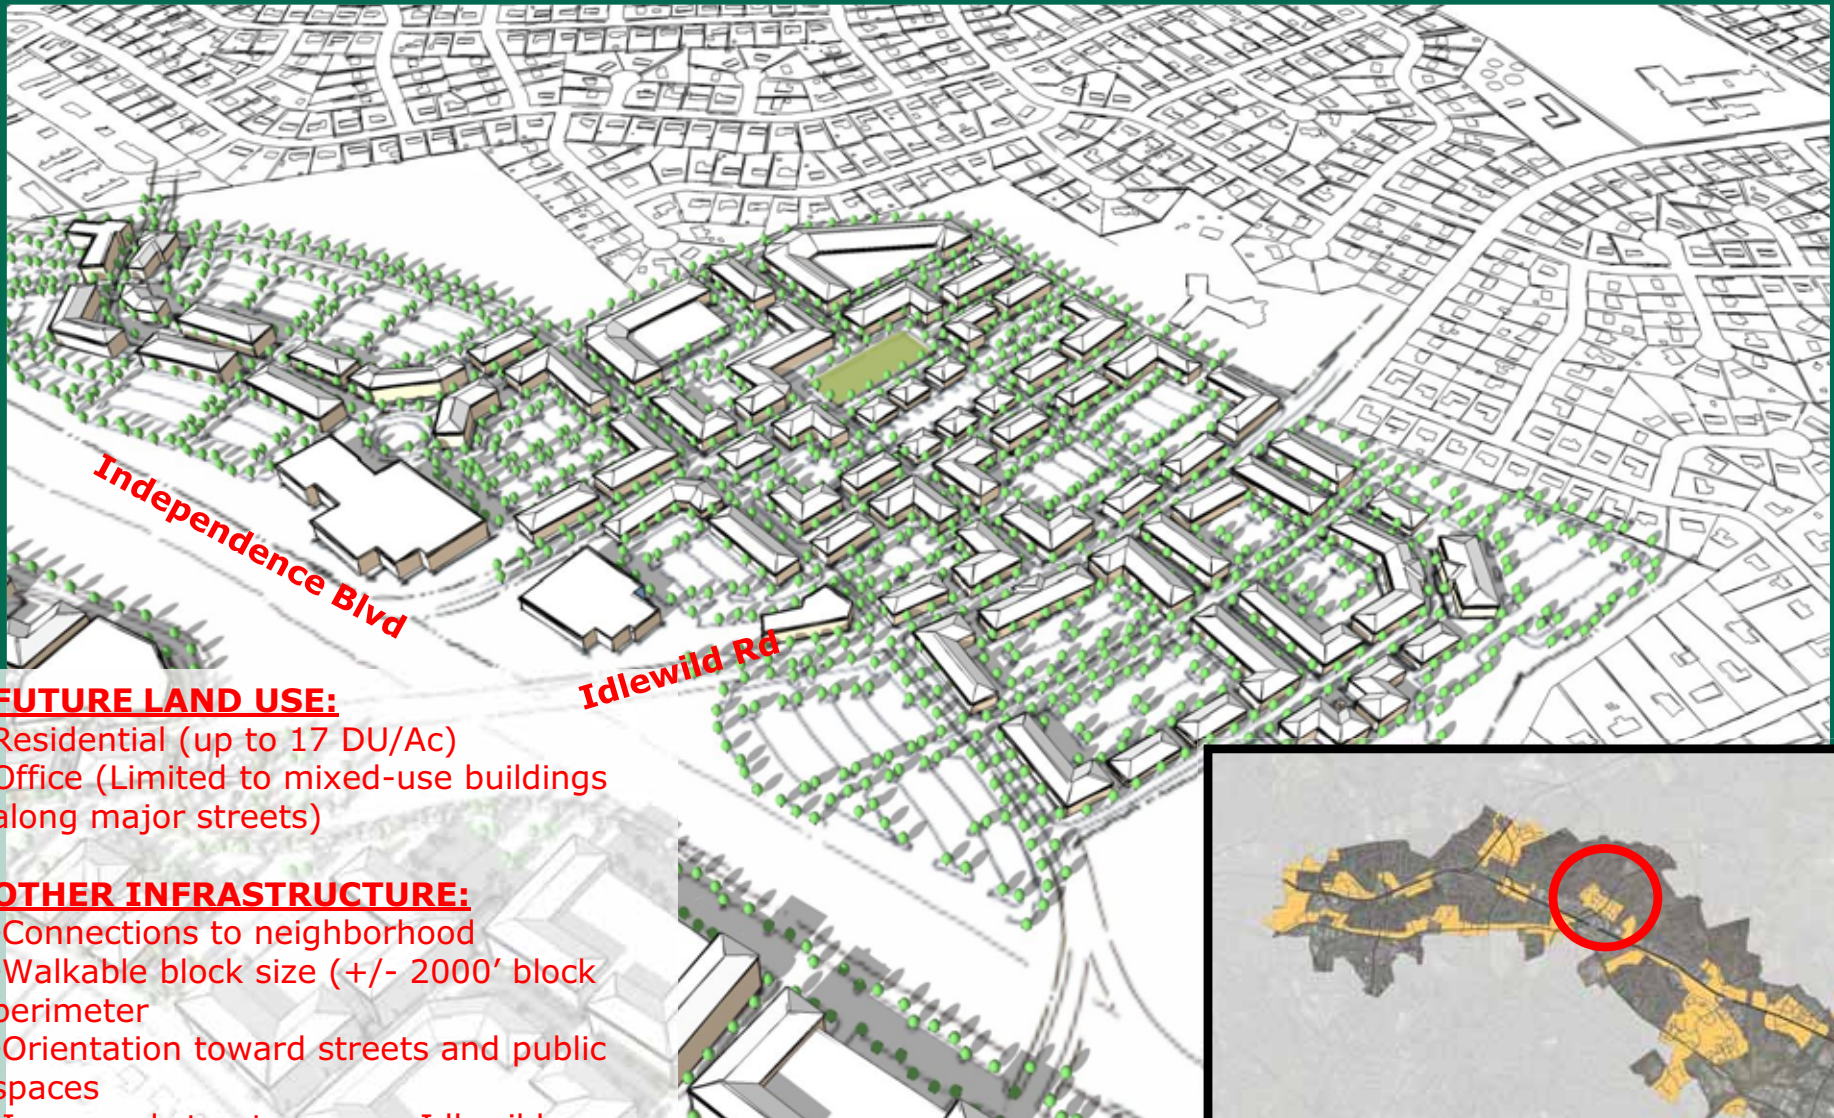 Independence Blvd
Idlewild Rd
FUTURE LAND USE:
Residential (up to 17 DU/Ac)
Office (Limited to mixed-use buildings
along major streets)
OTHER INFRASTRUCTURE:
Connections to neighborhood
Walkable block size (+/- 2000’ block
perimeter
Orientation toward streets and public
spaces